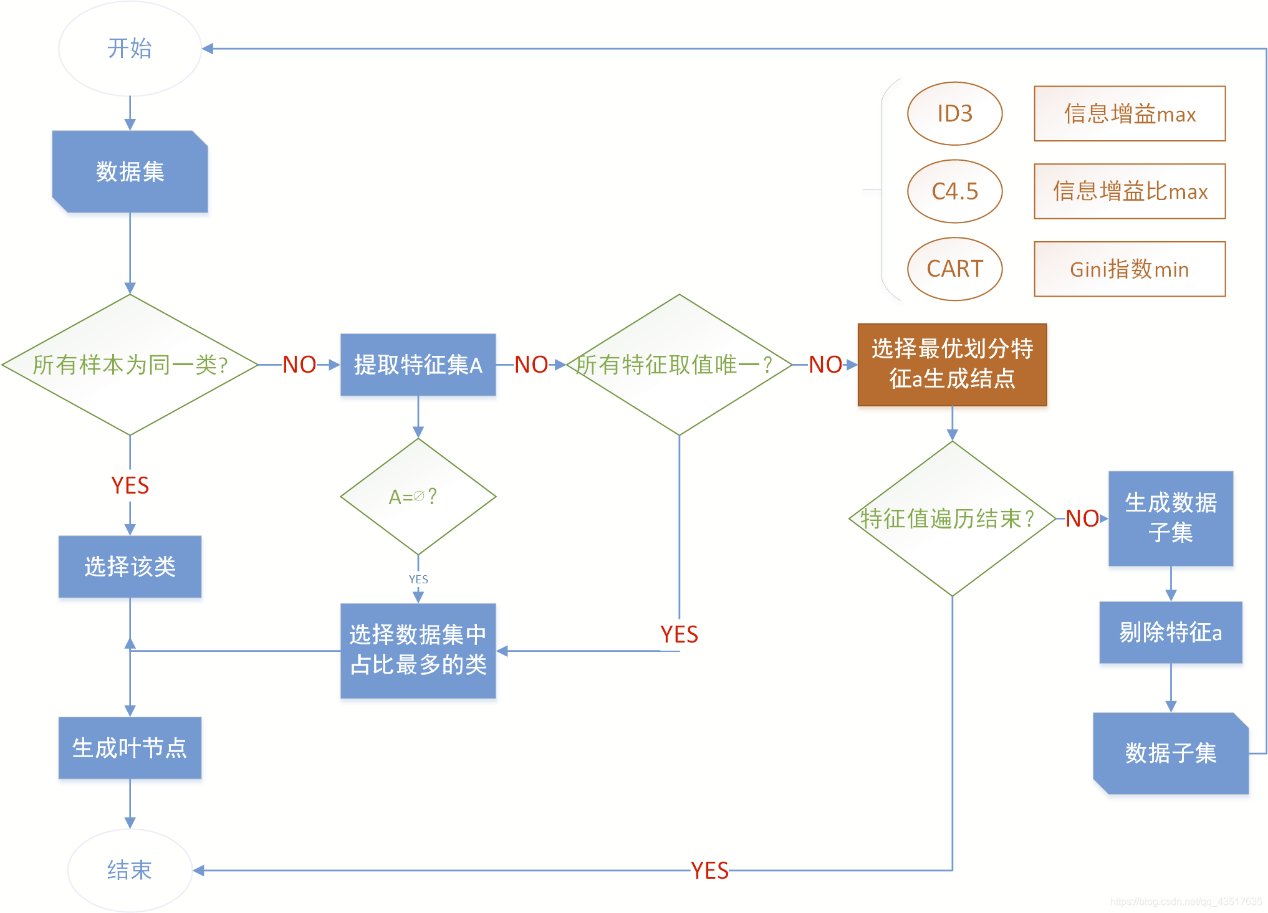 开始
数据集
ID3
信息增益max
C4.5
信息增益比max
CART
Gini指数min
所有样本为同一类?
NO
提取特征集A
NO
所有特征取值唯一?
NO
选择最优划分特
征a生成结点
YES
A=∅?
YES
特征值遍历结束?
NO
生成数据
子集
选择该类
选择数据集中
占比最多的类
YES
剔除特征a
生成叶节点
数据子集
结束
YES
https://blog.csdn.net/qq_43517635